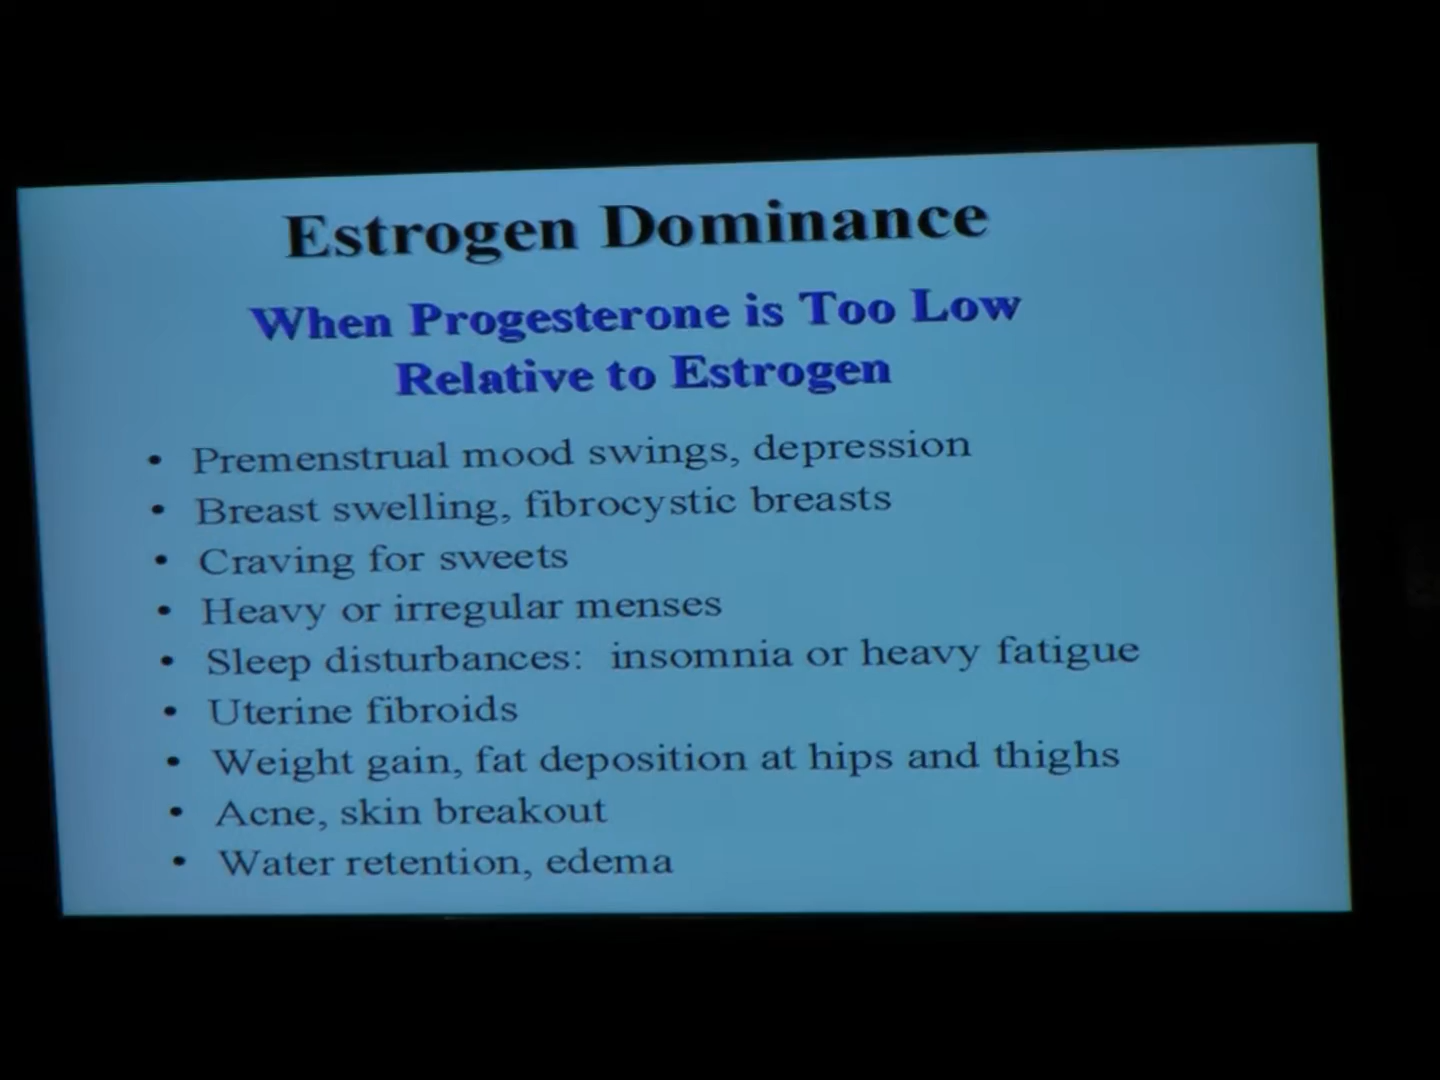 Estrogen Dominance
When Progesterone is Too Low
Relative to Estrogen
• Premenstrual mood swings, depression
• Breast swelling, fibrocystic breasts
• Craving for sweets
• Heavy or irregular menses
• Sleep disturbances: insomnia or heavy fatigue
• Uterine fibroids
• Weight gain, fat deposition at hips and thighs
• Acne, skin breakout
• Water retention, edema